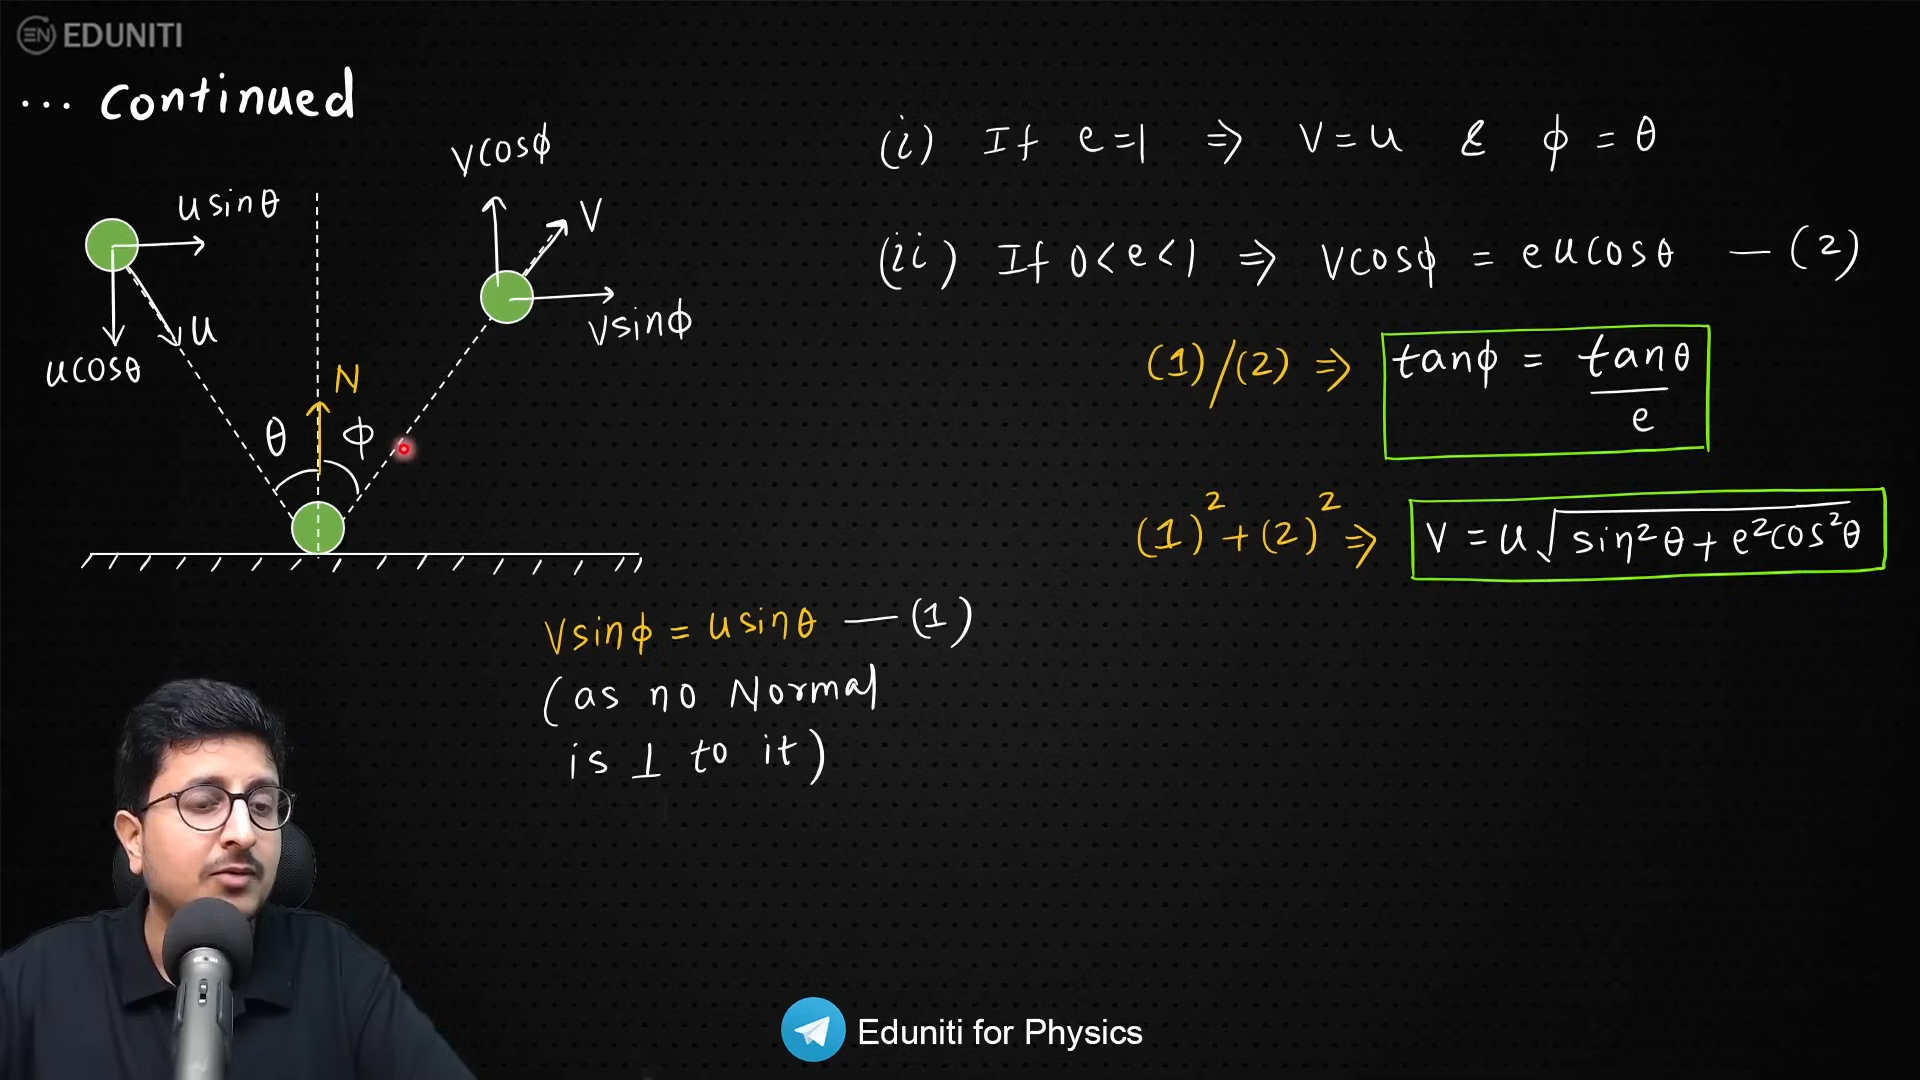 EN EDUNITI
... Continued
vcosϕ
usinθ
v
vsinϕ
u
ucosθ
N
θ ϕ
(i) If e=1 ⇒ v=u & ϕ = θ
(ii) If 0<e<1 ⇒ vcosϕ = eucosθ — (2)
(1)/(2) ⇒ tanϕ = tanθ/e
(1)²+(2)² ⇒ v = u√sin²θ+e²cos²θ
vsinϕ = usinθ — (1)
(as no Normal
is ⊥ to it)
Eduniti for Physics